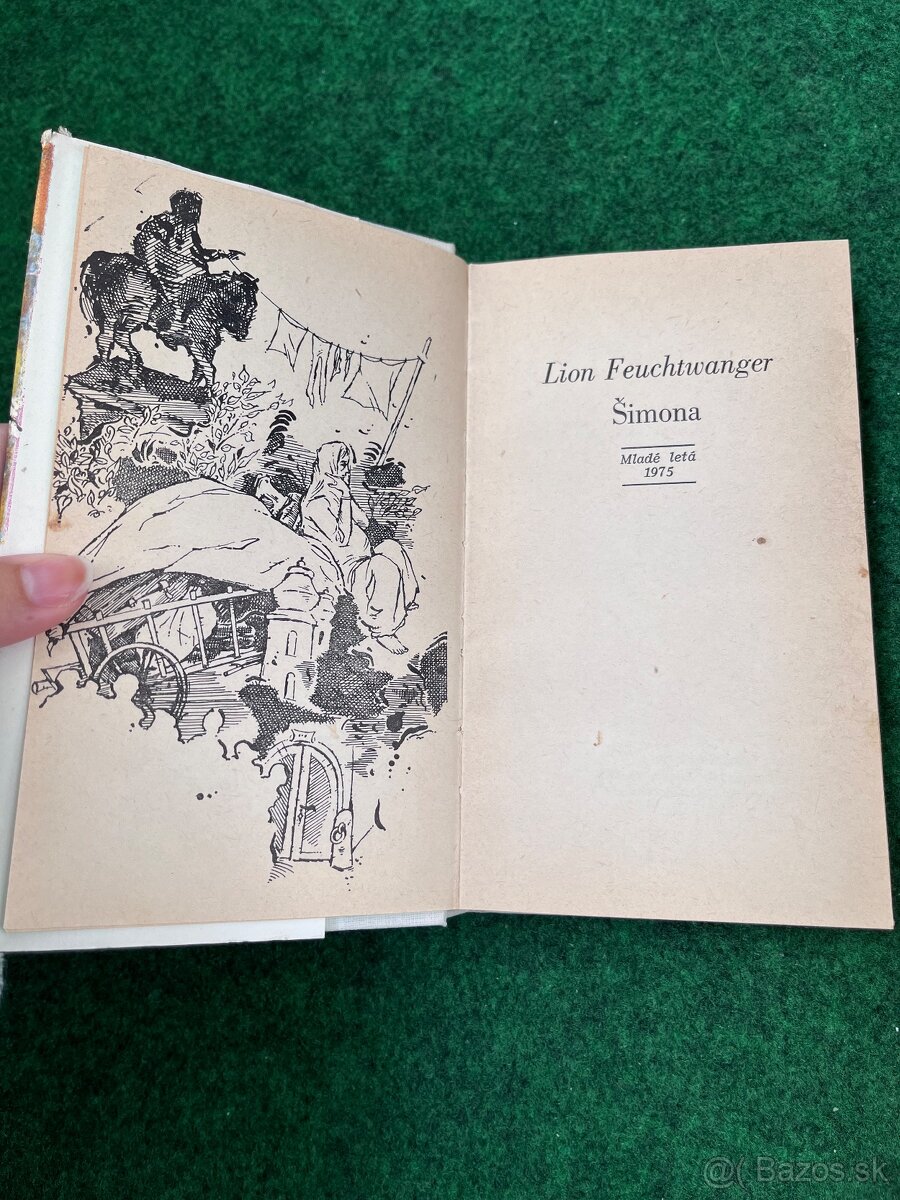 Lion Feuchtwanger
Šimona
Mladé letá
1975
@( Bazos.sk